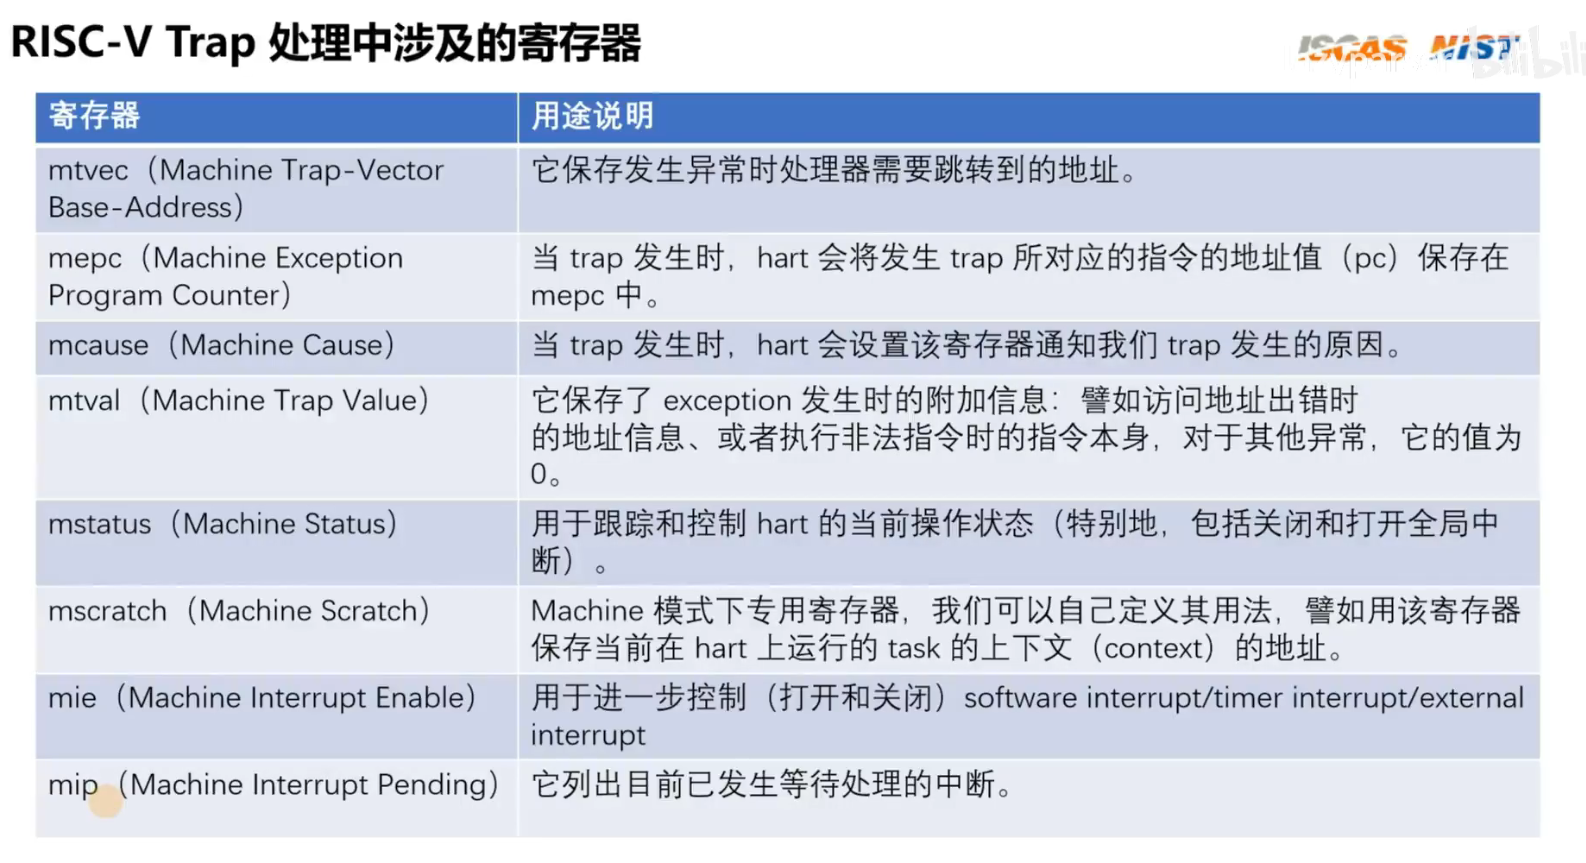 RISC-V Trap 处理中涉及的寄存器
ISCAS NIST
bilibili
寄存器
用途说明
mtvec（Machine Trap-Vector
Base-Address）
它保存发生异常时处理器需要跳转到的地址。
mepc（Machine Exception
Program Counter）
当 trap 发生时，hart 会将发生 trap 所对应的指令的地址值（pc）保存在
mepc 中。
mcause（Machine Cause）
当 trap 发生时，hart 会设置该寄存器通知我们 trap 发生的原因。
mtval（Machine Trap Value）
它保存了 exception 发生时的附加信息：譬如访问地址出错时
的地址信息、或者执行非法指令时的指令本身，对于其他异常，它的值为
0。
mstatus（Machine Status）
用于跟踪和控制 hart 的当前操作状态（特别地，包括关闭和打开全局中
断）。
mscratch（Machine Scratch）
Machine 模式下专用寄存器，我们可以自己定义其用法，譬如用该寄存器
保存当前在 hart 上运行的 task 的上下文（context）的地址。
mie（Machine Interrupt Enable）
用于进一步控制（打开和关闭）software interrupt/timer interrupt/external
interrupt
mip（Machine Interrupt Pending）
它列出目前已发生等待处理的中断。